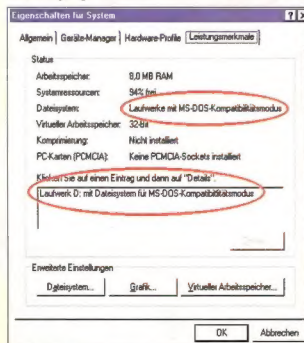 Eigenschaften für System
Allgemein Geräte-Manager Hardware-Profile Leistungsmerkmale
Status
Arbeitsspeicher: 8,0 MB RAM
Systemressourcen: 94% frei
Dateisystem: Laufwerke mit MS-DOS-Kompatibilitätsmodus
Virtueller Arbeitsspeicher: 32-Bit
Komprimierung: Nicht installiert
PC-Karten (PCMCIA): Keine PCMCIA-Sockets installiert
Klicken Sie auf einen Eintrag und dann auf "Details".
Laufwerk D: mit Dateisystem für MS-DOS-Kompatibilitätsmodus
Erweiterte Einstellungen
Dateisystem... Grafik... Virtueller Arbeitsspeicher...
OK Abbrechen